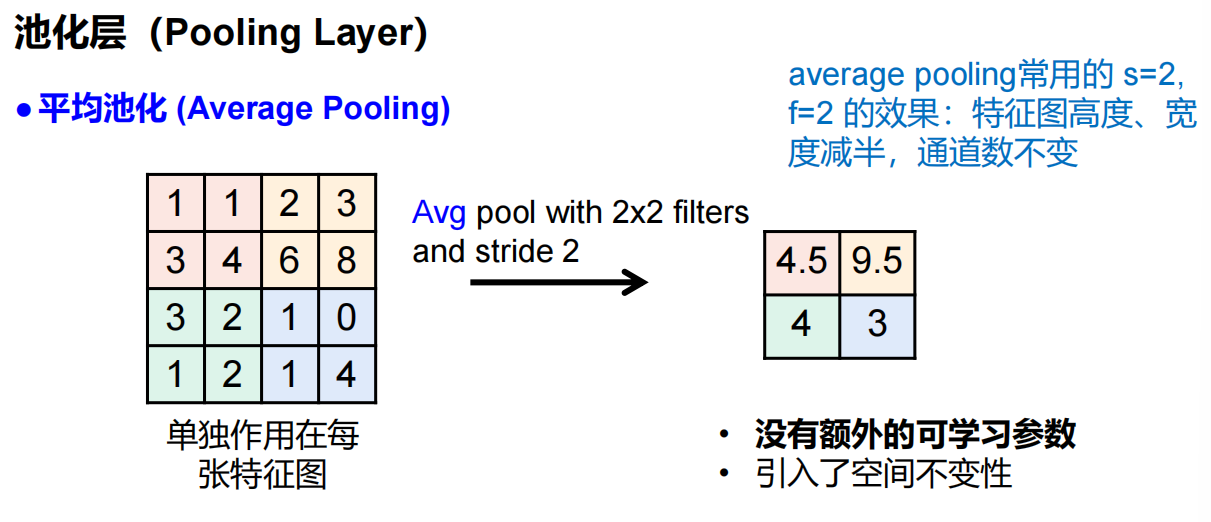 池化层（Pooling Layer）
●平均池化 (Average Pooling)
average pooling常用的 s=2,
f=2 的效果：特征图高度、宽
度减半，通道数不变
1 1 2 3
3 4 6 8
3 2 1 0
1 2 1 4
Avg pool with 2x2 filters
and stride 2
4.5 9.5
4 3
单独作用在每
张特征图
• 没有额外的可学习参数
• 引入了空间不变性